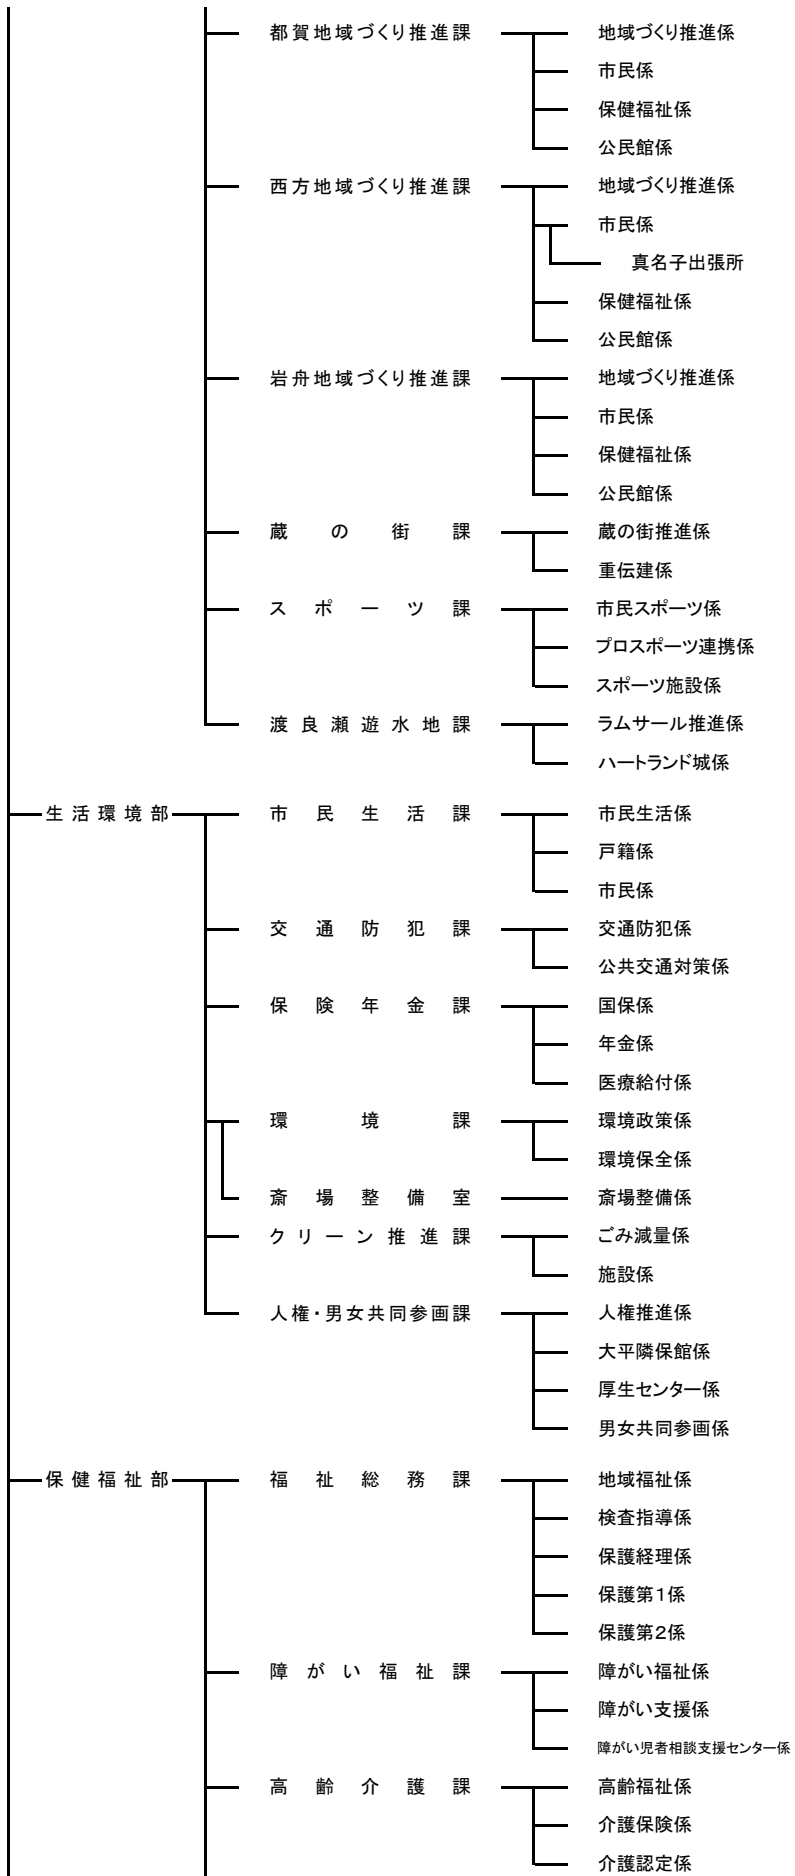 都賀地域づくり推進課 地域づくり推進係
市民係
保健福祉係
公民館係
西方地域づくり推進課 地域づくり推進係
市民係
真名子出張所
保健福祉係
公民館係
岩舟地域づくり推進課 地域づくり推進係
市民係
保健福祉係
公民館係
蔵の街課 蔵の街推進係
重伝建係
スポーツ課 市民スポーツ係
プロスポーツ連携係
スポーツ施設係
渡良瀬遊水地課 ラムサール推進係
ハートランド城係
生活環境部 市民生活課 市民生活係
戸籍係
市民係
交通防犯課 交通防犯係
公共交通対策係
保険年金課 国保係
年金係
医療給付係
環境課 環境政策係
環境保全係
斎場整備室 斎場整備係
クリーン推進課 ごみ減量係
施設係
人権・男女共同参画課 人権推進係
大平隣保館係
厚生センター係
男女共同参画係
保健福祉部 福祉総務課 地域福祉係
検査指導係
保護経理係
保護第1係
保護第2係
障がい福祉課 障がい福祉係
障がい支援係
障がい児者相談支援センター係
高齢介護課 高齢福祉係
介護保険係
介護認定係